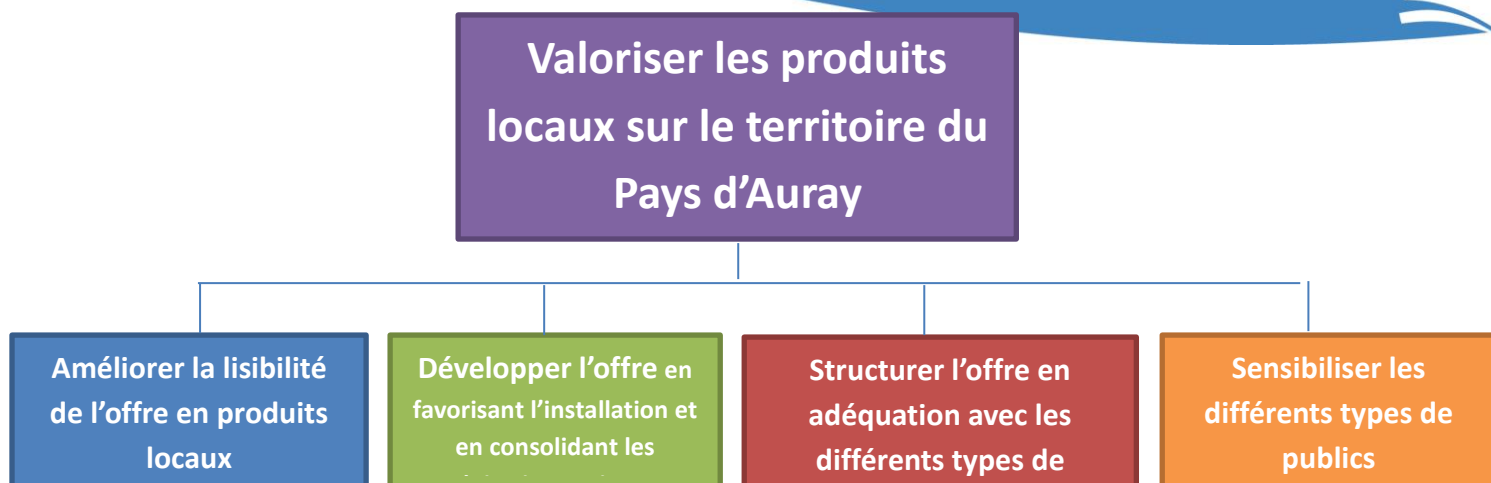 Valoriser les produits
locaux sur le territoire du
Pays d’Auray
Améliorer la lisibilité
de l’offre en produits
locaux
Développer l’offre en
favorisant l’installation et
en consolidant les
Structurer l’offre en
adéquation avec les
différents types de
Sensibiliser les
différents types de
publics